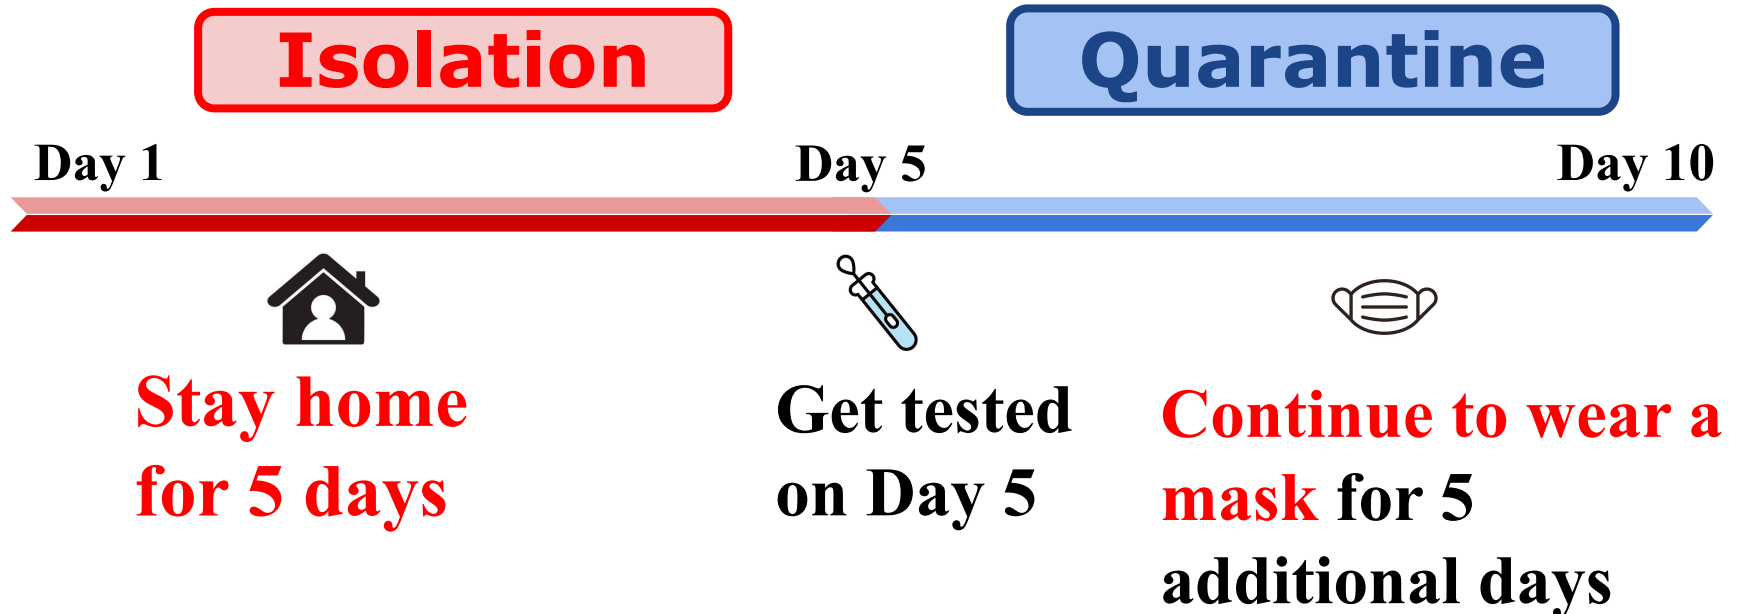 Isolation
Quarantine
Day 1
Day 5
Day 10
Stay home
for 5 days
Get tested
on Day 5
Continue to wear a
mask for 5
additional days